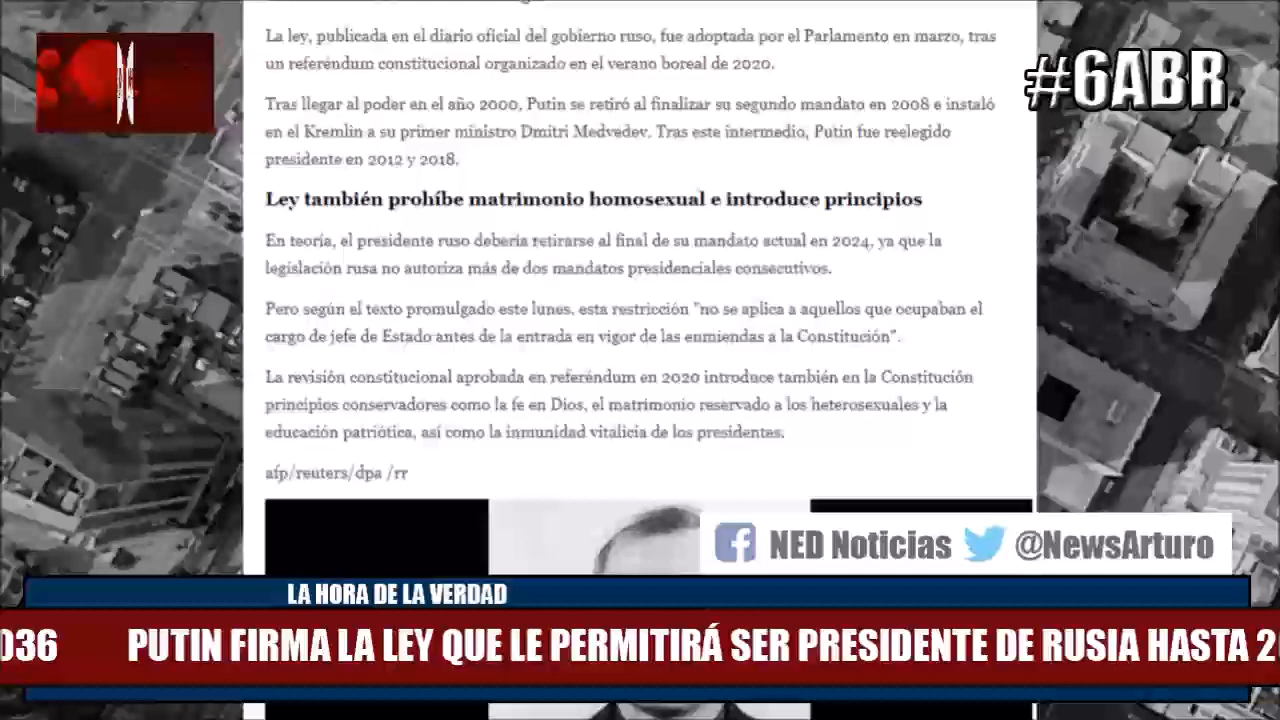 #6ABR
La ley, publicada en el diario oficial del gobierno ruso, fue adoptada por el Parlamento en marzo, tras
un referéndum constitucional organizado en el verano boreal de 2020.
Tras llegar al poder en el año 2000, Putin se retiró al finalizar su segundo mandato en 2008 e instaló
en el Kremlin a su primer ministro Dmitri Medvedev. Tras este intermedio, Putin fue reelegido
presidente en 2012 y 2018.
Ley también prohíbe matrimonio homosexual e introduce principios
En teoría, el presidente ruso debería retirarse al final de su mandato actual en 2024, ya que la
legislación rusa no autoriza más de dos mandatos presidenciales consecutivos.
Pero según el texto promulgado este lunes, esta restricción "no se aplica a aquellos que ocupaban el
cargo de jefe de Estado antes de la entrada en vigor de las enmiendas a la Constitución".
La revisión constitucional aprobada en referéndum en 2020 introduce también en la Constitución
principios conservadores como la fe en Dios, el matrimonio reservado a los heterosexuales y la
educación patriótica, así como la inmunidad vitalicia de los presidentes.
afp/reuters/dpa /rr
NED Noticias @NewsArturo
LA HORA DE LA VERDAD
036 PUTIN FIRMA LA LEY QUE LE PERMITIRÁ SER PRESIDENTE DE RUSIA HASTA 20